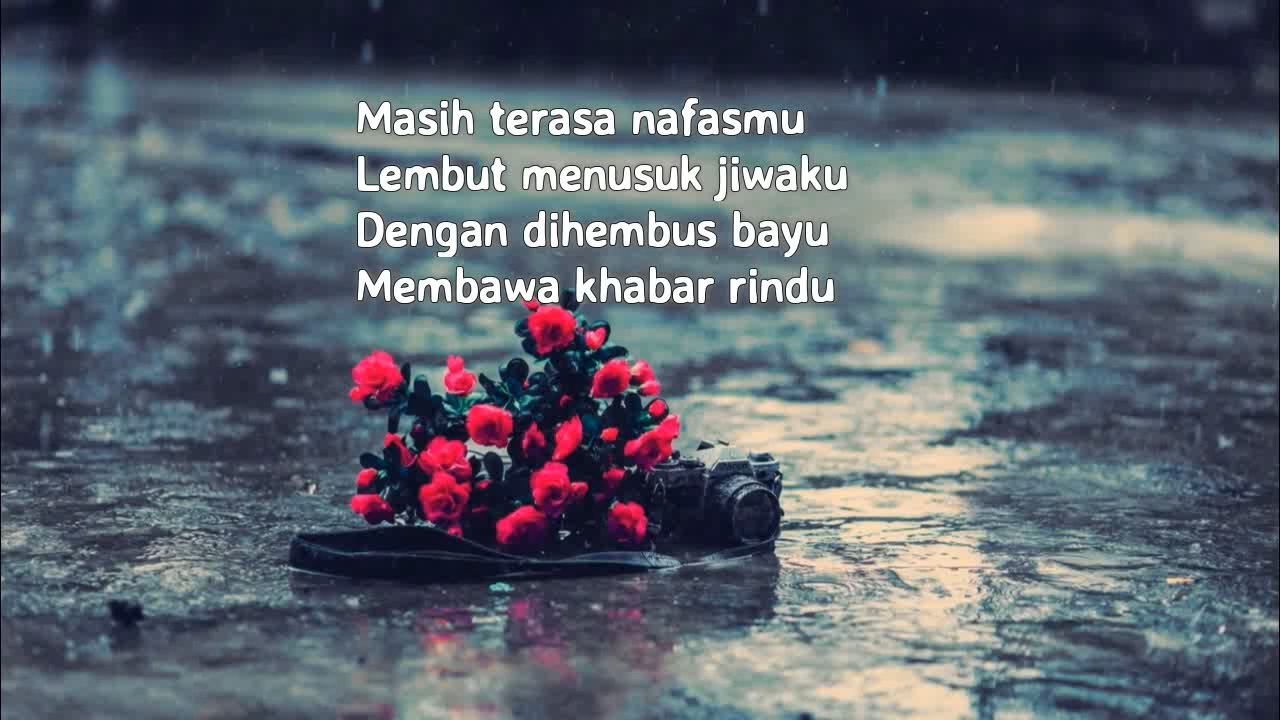 Masih terasa nafasmu
Lembut menusuk jiwaku
Dengan dihembus bayu
Membawa khabar rindu